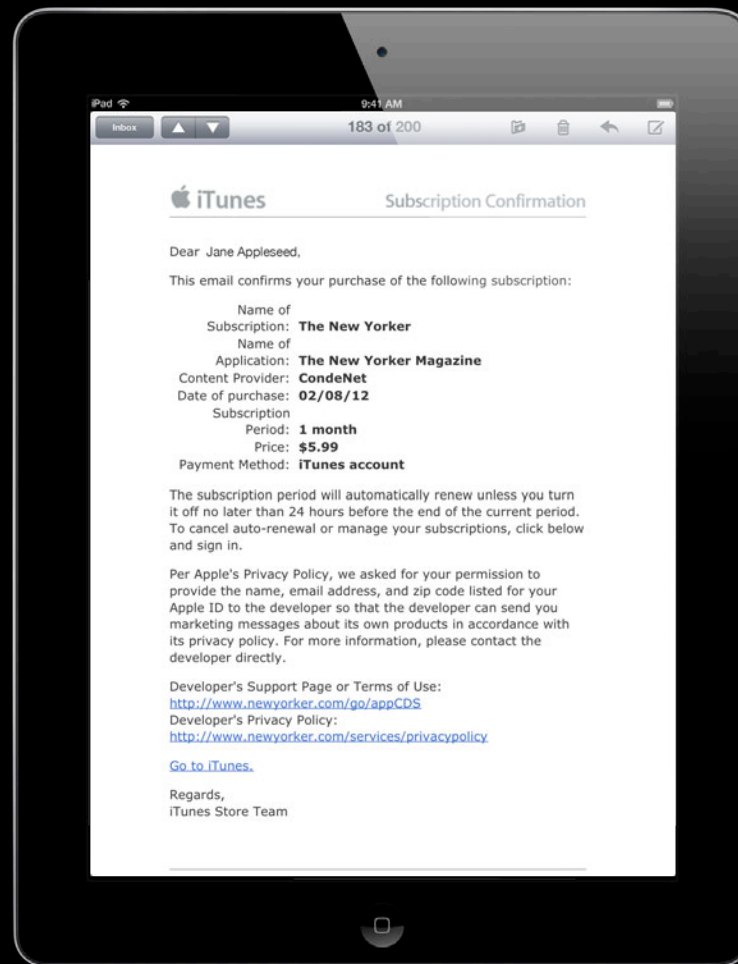 iPad 9:41 AM
Inbox 183 of 200
iTunes Subscription Confirmation
Dear Jane Appleseed,
This email confirms your purchase of the following subscription:
Name of
Subscription: The New Yorker
Name of
Application: The New Yorker Magazine
Content Provider: CondeNet
Date of purchase: 02/08/12
Subscription
Period: 1 month
Price: $5.99
Payment Method: iTunes account
The subscription period will automatically renew unless you turn
it off no later than 24 hours before the end of the current period.
To cancel auto-renewal or manage your subscriptions, click below
and sign in.
Per Apple's Privacy Policy, we asked for your permission to
provide the name, email address, and zip code listed for your
Apple ID to the developer so that the developer can send you
marketing messages about its own products in accordance with
its privacy policy. For more information, please contact the
developer directly.
Developer's Support Page or Terms of Use:
http://www.newyorker.com/go/appCDS
Developer's Privacy Policy:
http://www.newyorker.com/services/privacypolicy
Go to iTunes.
Regards,
iTunes Store Team